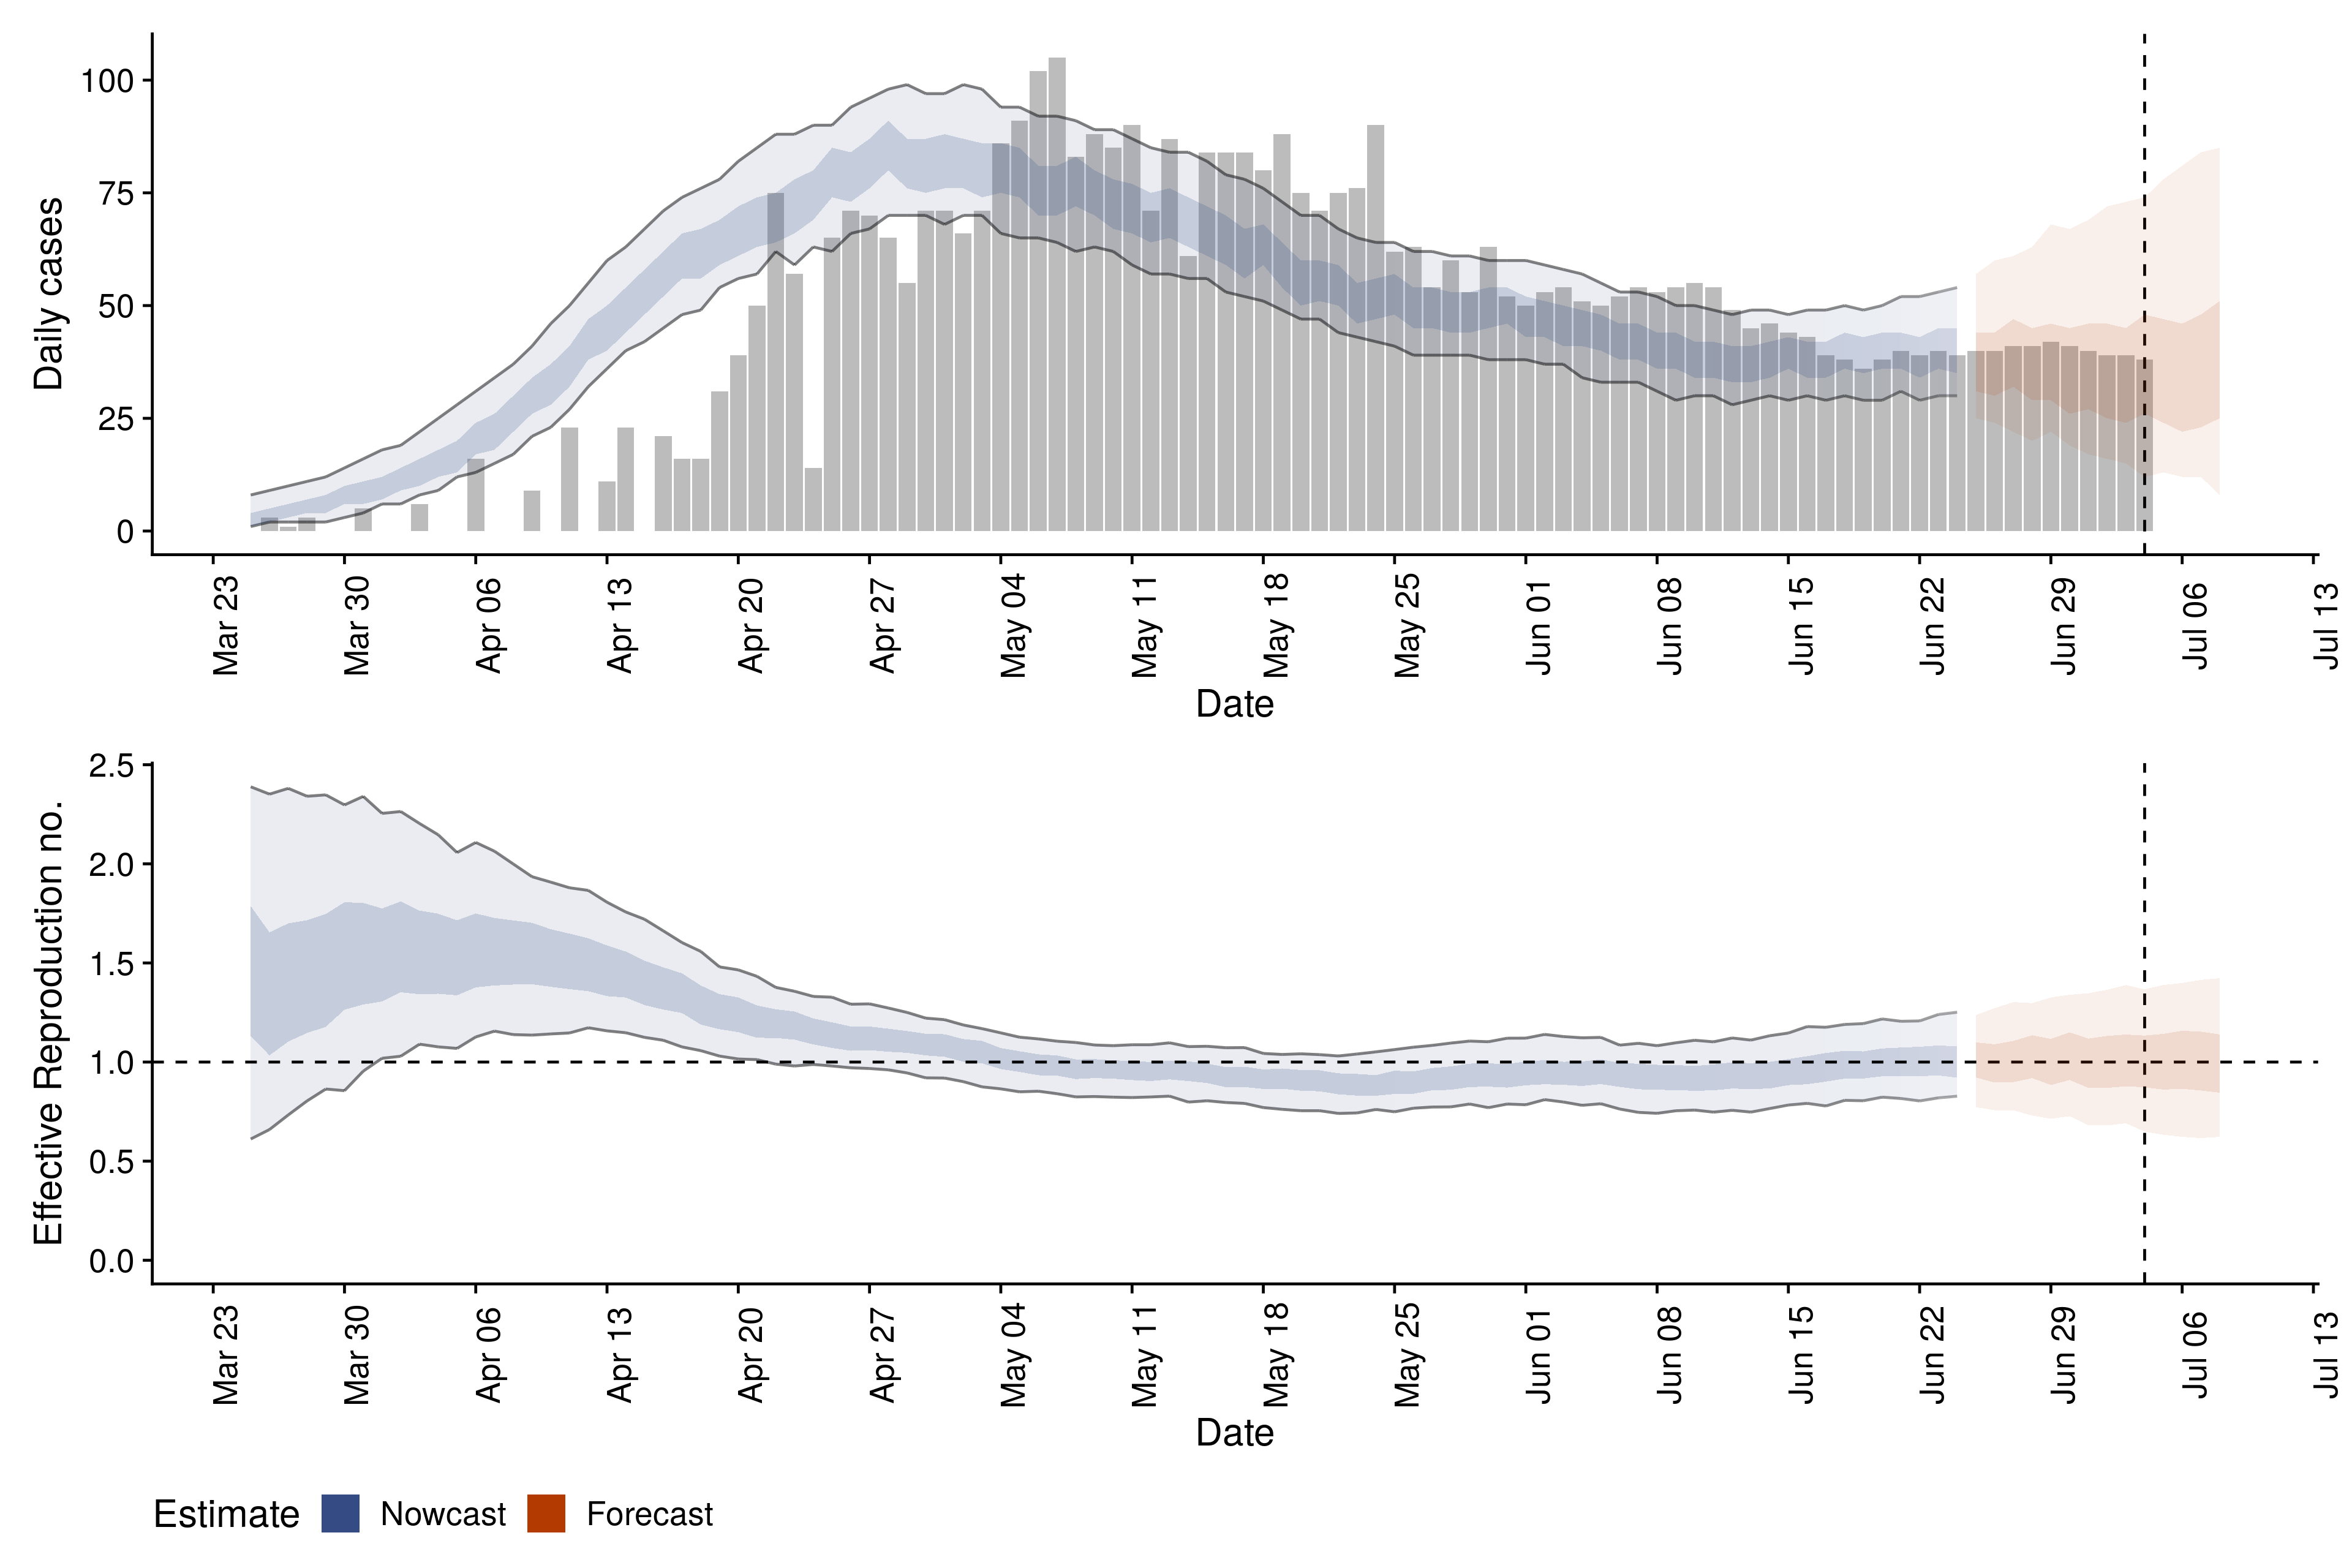 Daily cases
100
75
50
25
0
Mar 23
Mar 30
Apr 06
Apr 13
Apr 20
Apr 27
May 04
May 11
May 18
May 25
Jun 01
Jun 08
Jun 15
Jun 22
Jun 29
Jul 06
Jul 13
Date
Effective Reproduction no.
2.5
2.0
1.5
1.0
0.5
0.0
Mar 23
Mar 30
Apr 06
Apr 13
Apr 20
Apr 27
May 04
May 11
May 18
May 25
Jun 01
Jun 08
Jun 15
Jun 22
Jun 29
Jul 06
Jul 13
Date
Estimate Nowcast Forecast